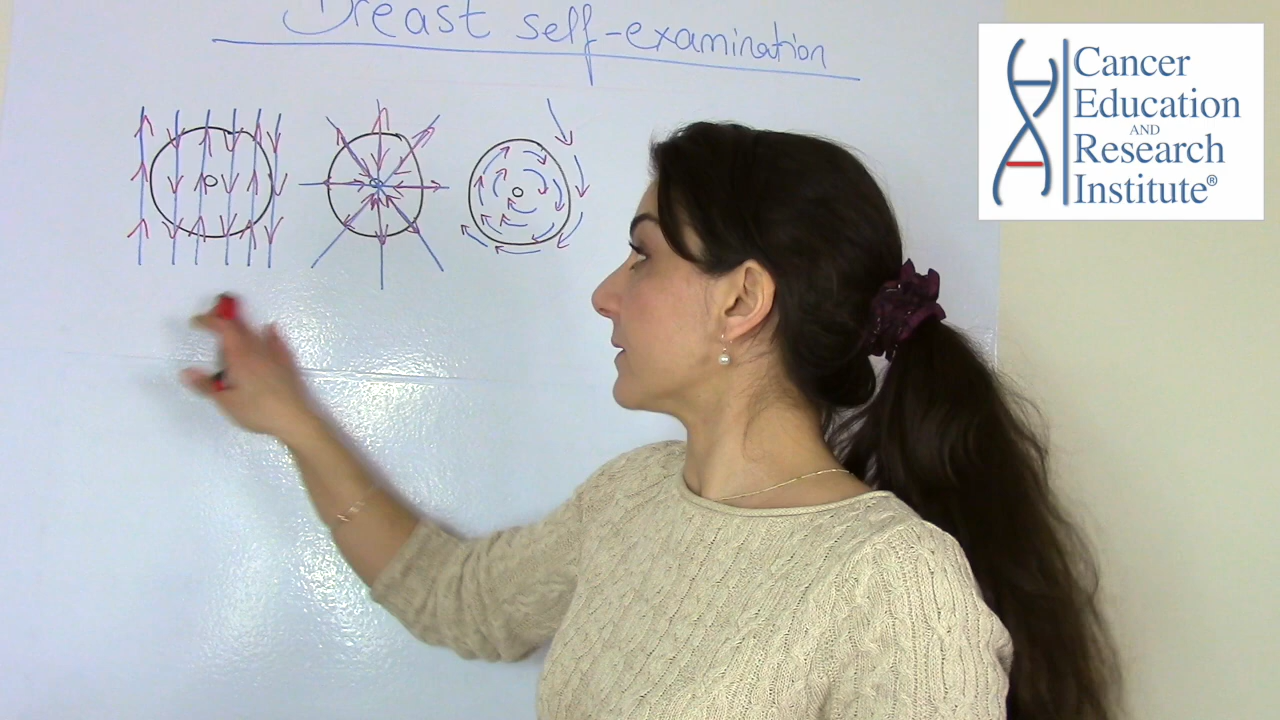 Breast self-examination
Cancer
Education
AND
Research
Institute®